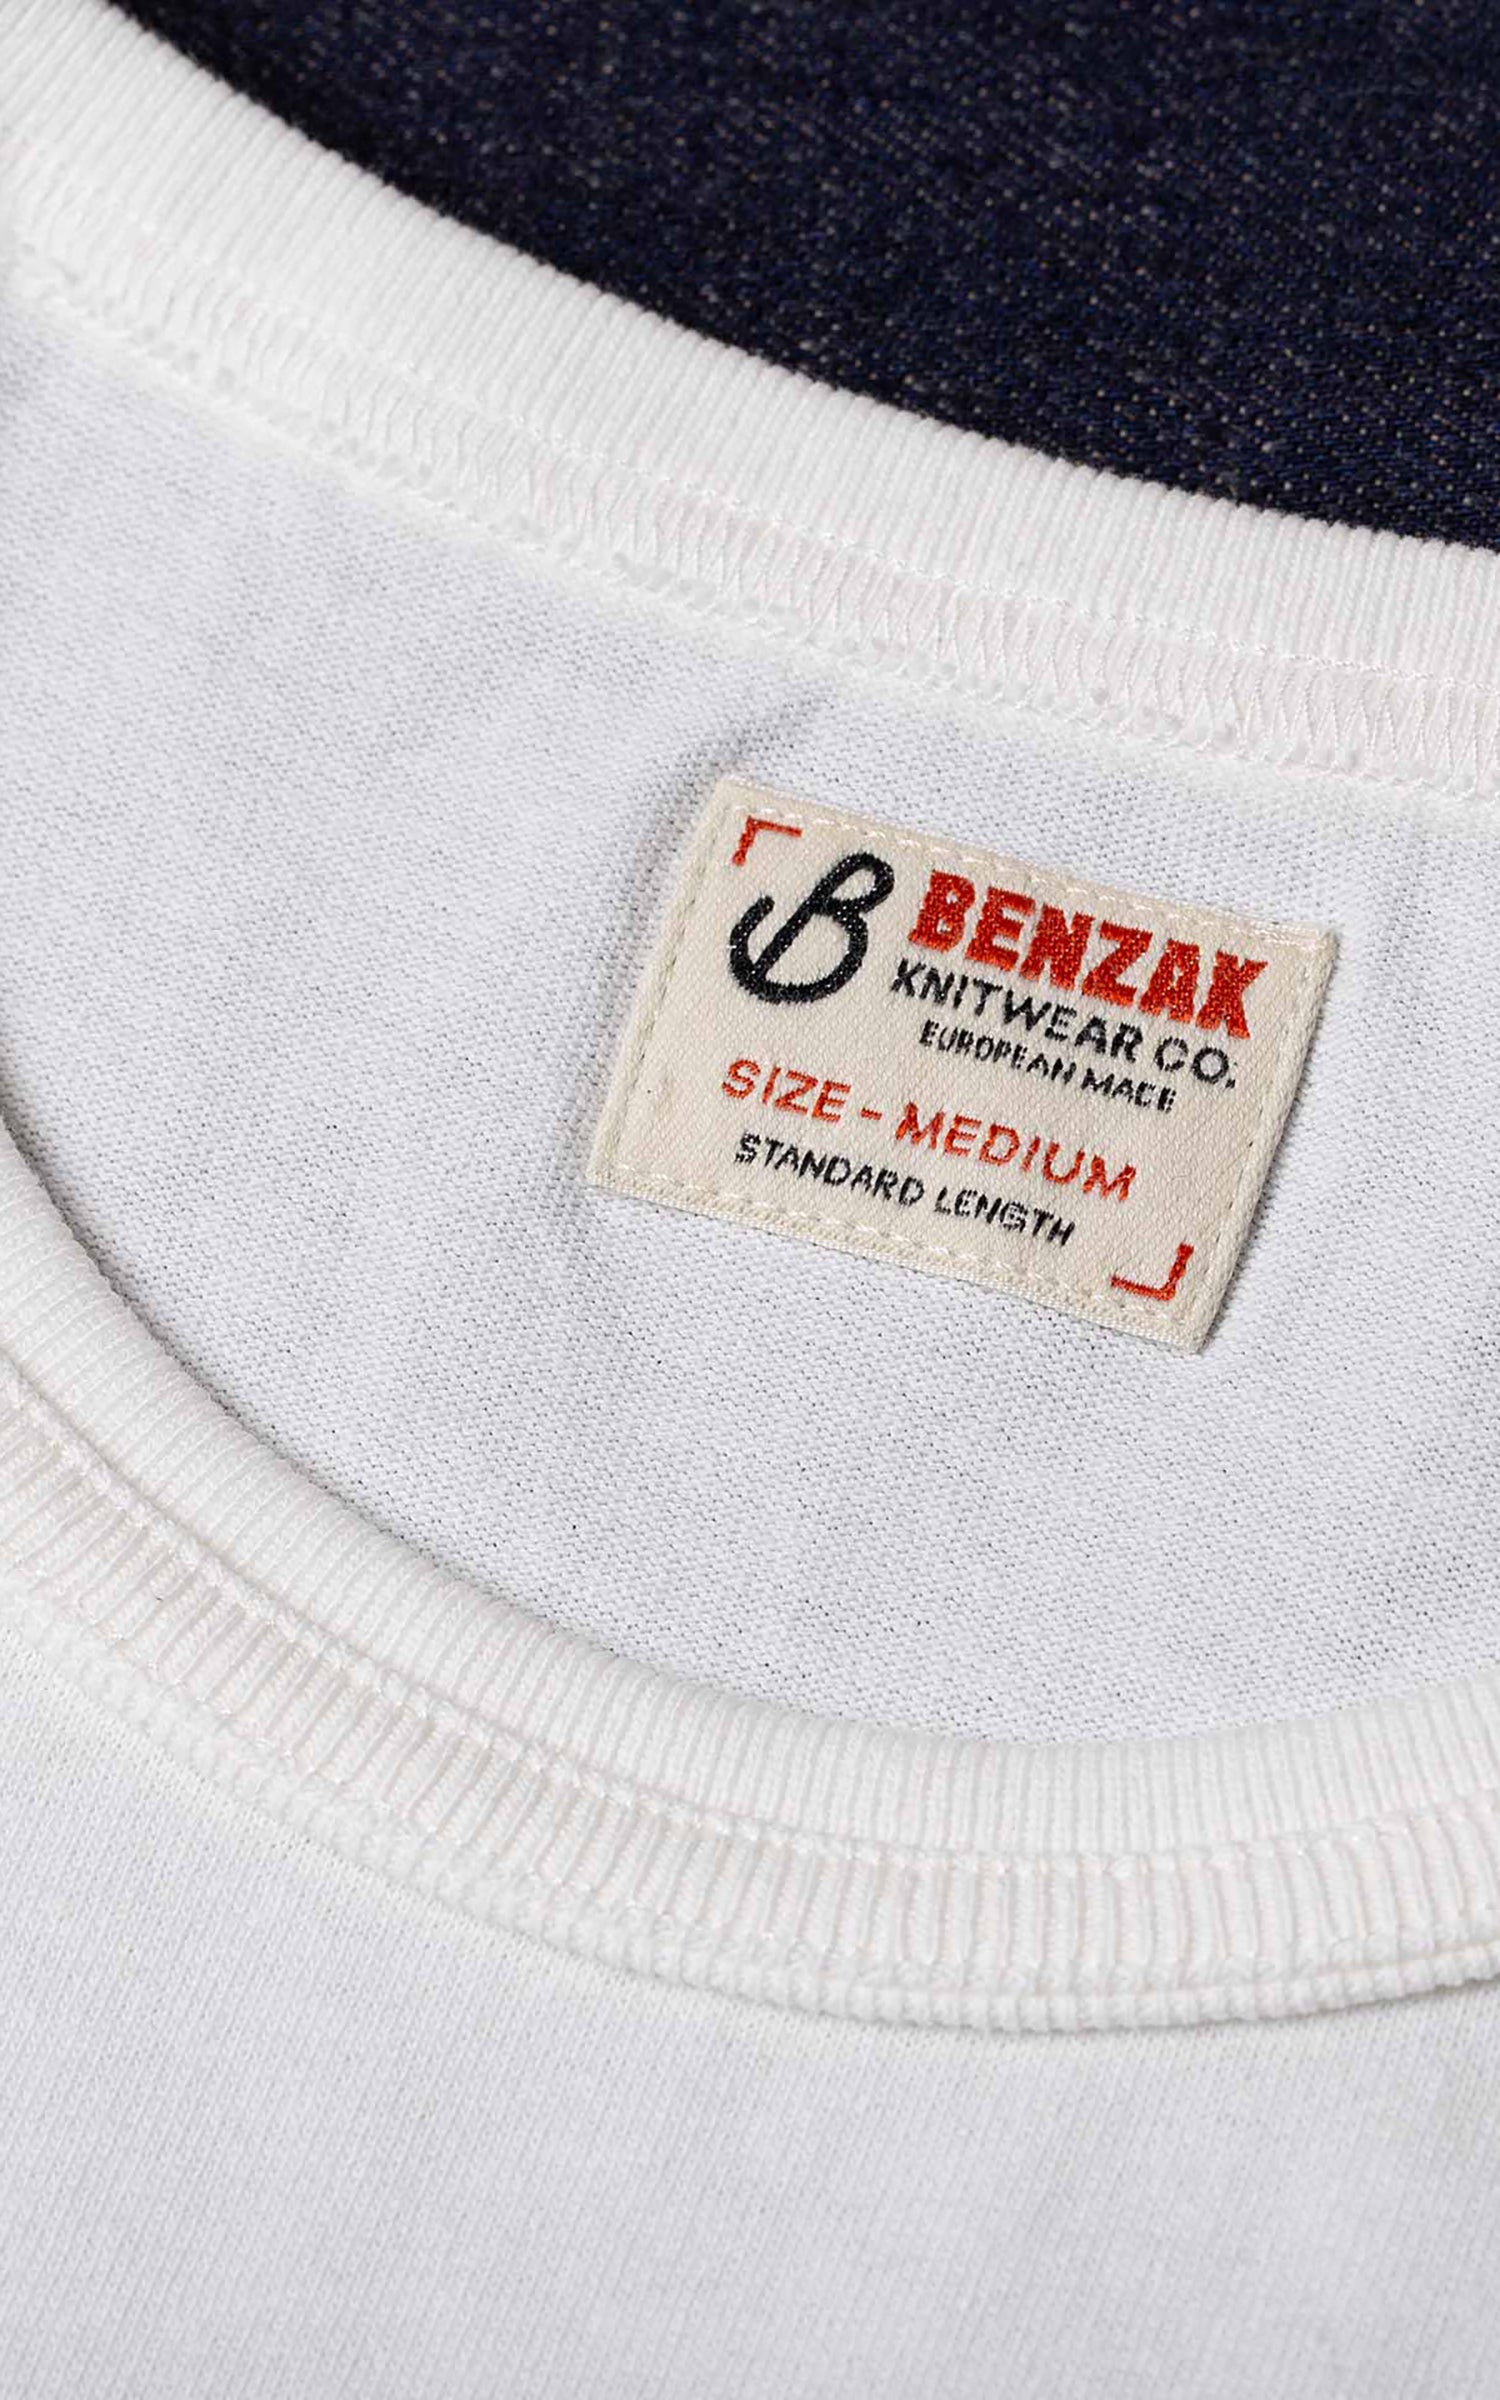 B BENZAK
KNITWEAR CO.
EUROPEAN MADE
SIZE - MEDIUM
STANDARD LENGTH